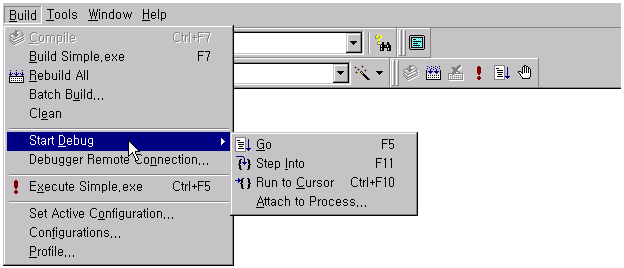 Build Tools Window Help
Compile Ctrl+F7
Build Simple.exe F7
Rebuild All
Batch Build...
Clean
Start Debug
Debugger Remote Connection...
Execute Simple.exe Ctrl+F5
Set Active Configuration...
Configurations...
Profile...
Go F5
Step Into F11
Run to Cursor Ctrl+F10
Attach to Process...